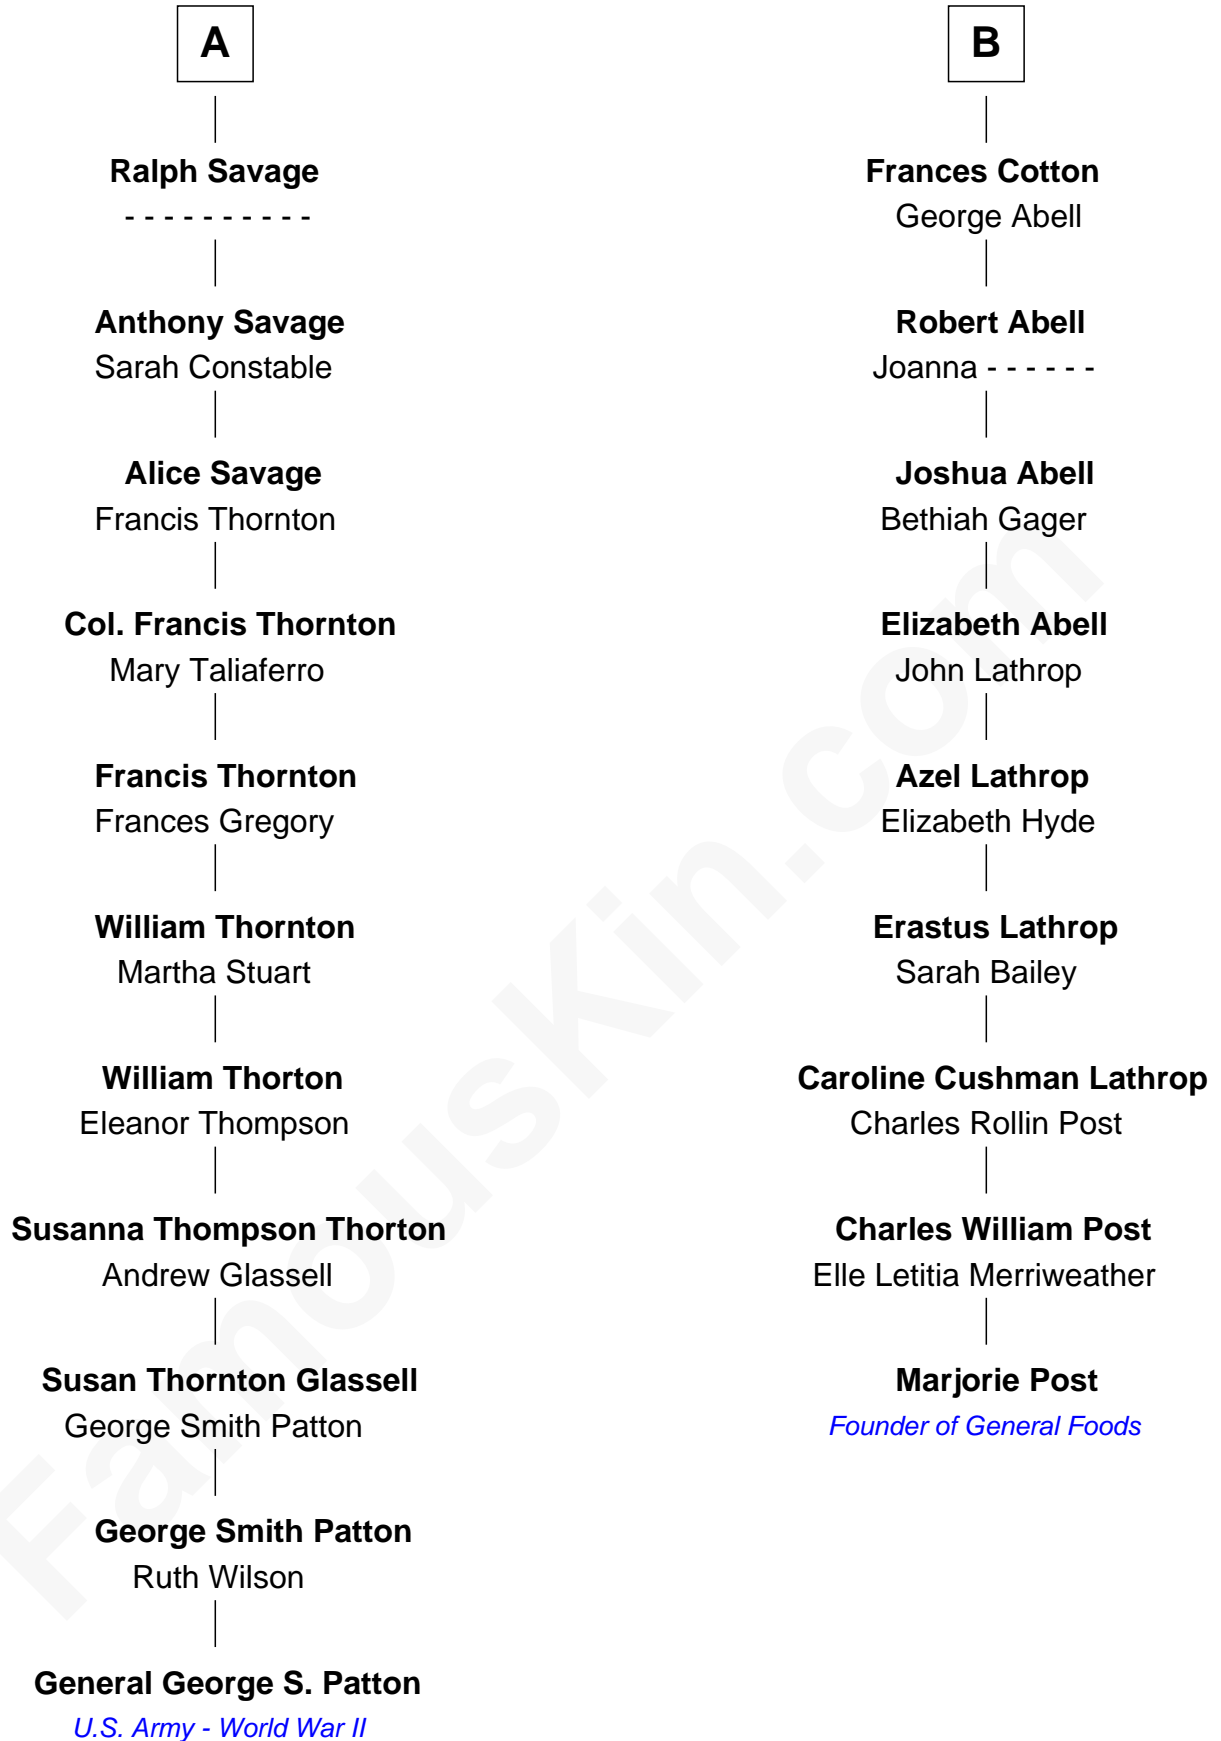 A
Ralph Savage
- - - - - - - - - -
Anthony Savage
Sarah Constable
Alice Savage
Francis Thornton
Col. Francis Thornton
Mary Taliaferro
Francis Thornton
Frances Gregory
William Thornton
Martha Stuart
William Thorton
Eleanor Thompson
Susanna Thompson Thorton
Andrew Glassell
Susan Thornton Glassell
George Smith Patton
George Smith Patton
Ruth Wilson
General George S. Patton
U.S. Army - World War II
B
Frances Cotton
George Abell
Robert Abell
Joanna - - - - - -
Joshua Abell
Bethiah Gager
Elizabeth Abell
John Lathrop
Azel Lathrop
Elizabeth Hyde
Erastus Lathrop
Sarah Bailey
Caroline Cushman Lathrop
Charles Rollin Post
Charles William Post
Elle Letitia Merriweather
Marjorie Post
Founder of General Foods
FamousKin.com